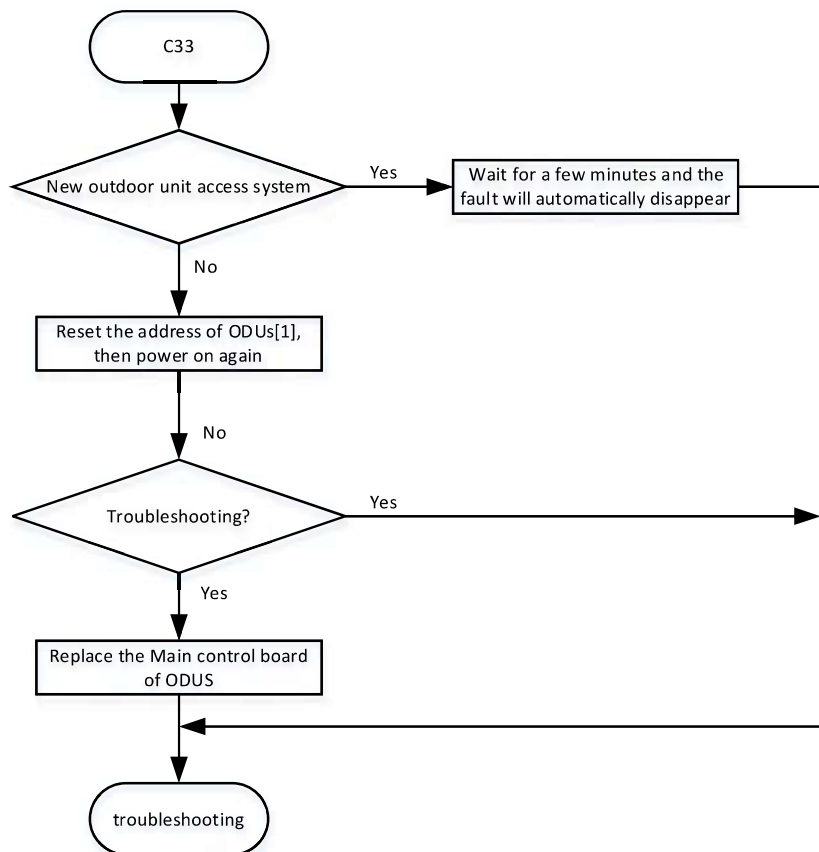 C33
New outdoor unit access system
Yes
Wait for a few minutes and the
fault will automatically disappear
No
Reset the address of ODUs[1],
then power on again
No
Troubleshooting?
Yes
Yes
Replace the Main control board
of ODUS
troubleshooting